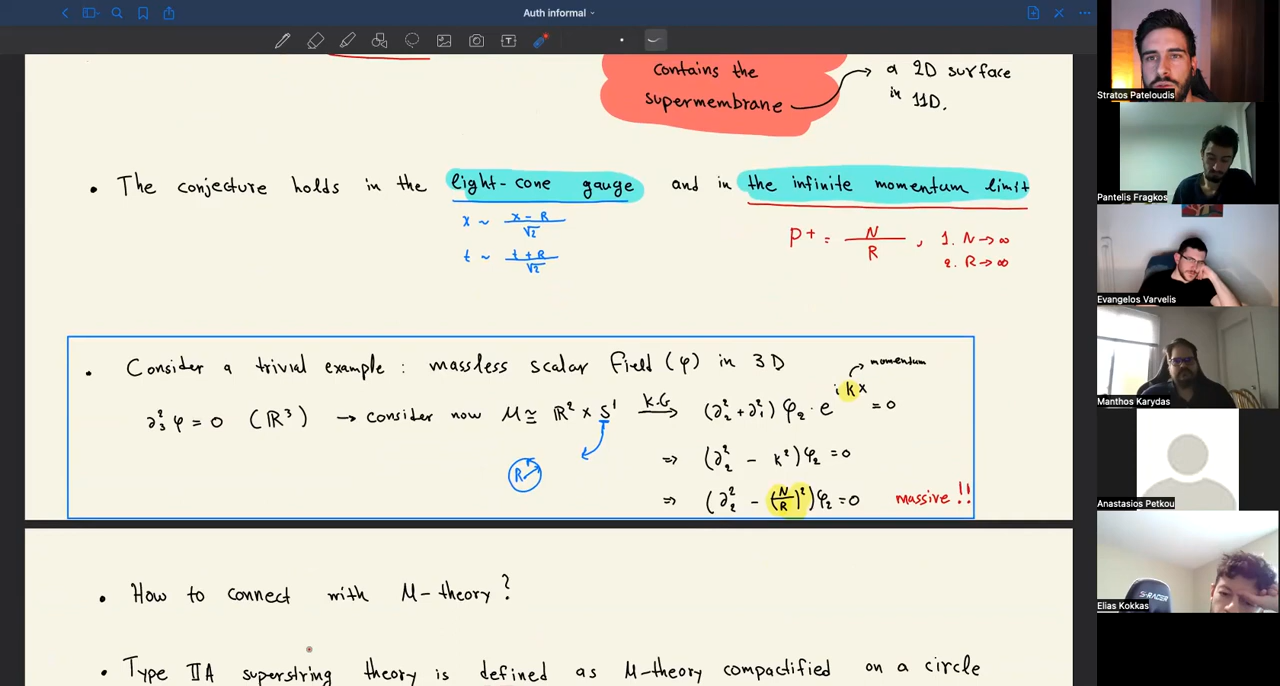 Auth informal
contains the
supermembrane → a 2D surface
in 11D.
• The conjecture holds in the light-cone gauge and in the infinite momentum limit
x ~ (x-R)/√2
t ~ (t+R)/√2
P⁺ = N/R , 1. N→∞
2. R→∞
• Consider a trivial example : massless scalar field (φ) in 3D
momentum
∂₃²φ = 0 (ℝ³) → consider now M ≅ ℝ² × S¹ K.G → (∂₂² + ∂₁²) φ₂ · e^{ikx} = 0
R
⇒ (∂₂² - k²)φ₂ = 0
⇒ (∂₂² - (N/R)²)φ₂ = 0 massive !!
• How to connect with M-theory?
• Type IIA superstring theory is defined as M-theory compactified on a circle
Stratos Pateloudis
Pantelis Fragkos
Evangelos Varvelis
Manthos Karydas
Anastasios Petkou
S-RACER
Elias Kokkas